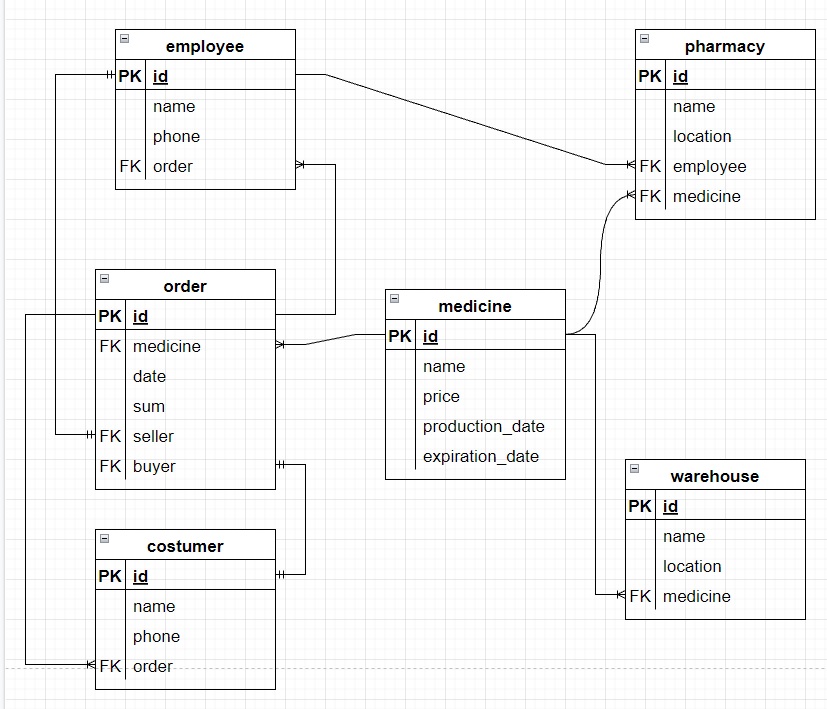 employee
PK id
name
phone
FK order
pharmacy
PK id
name
location
FK employee
FK medicine
order
PK id
FK medicine
date
sum
FK seller
FK buyer
medicine
PK id
name
price
production_date
expiration_date
costumer
PK id
name
phone
FK order
warehouse
PK id
name
location
FK medicine